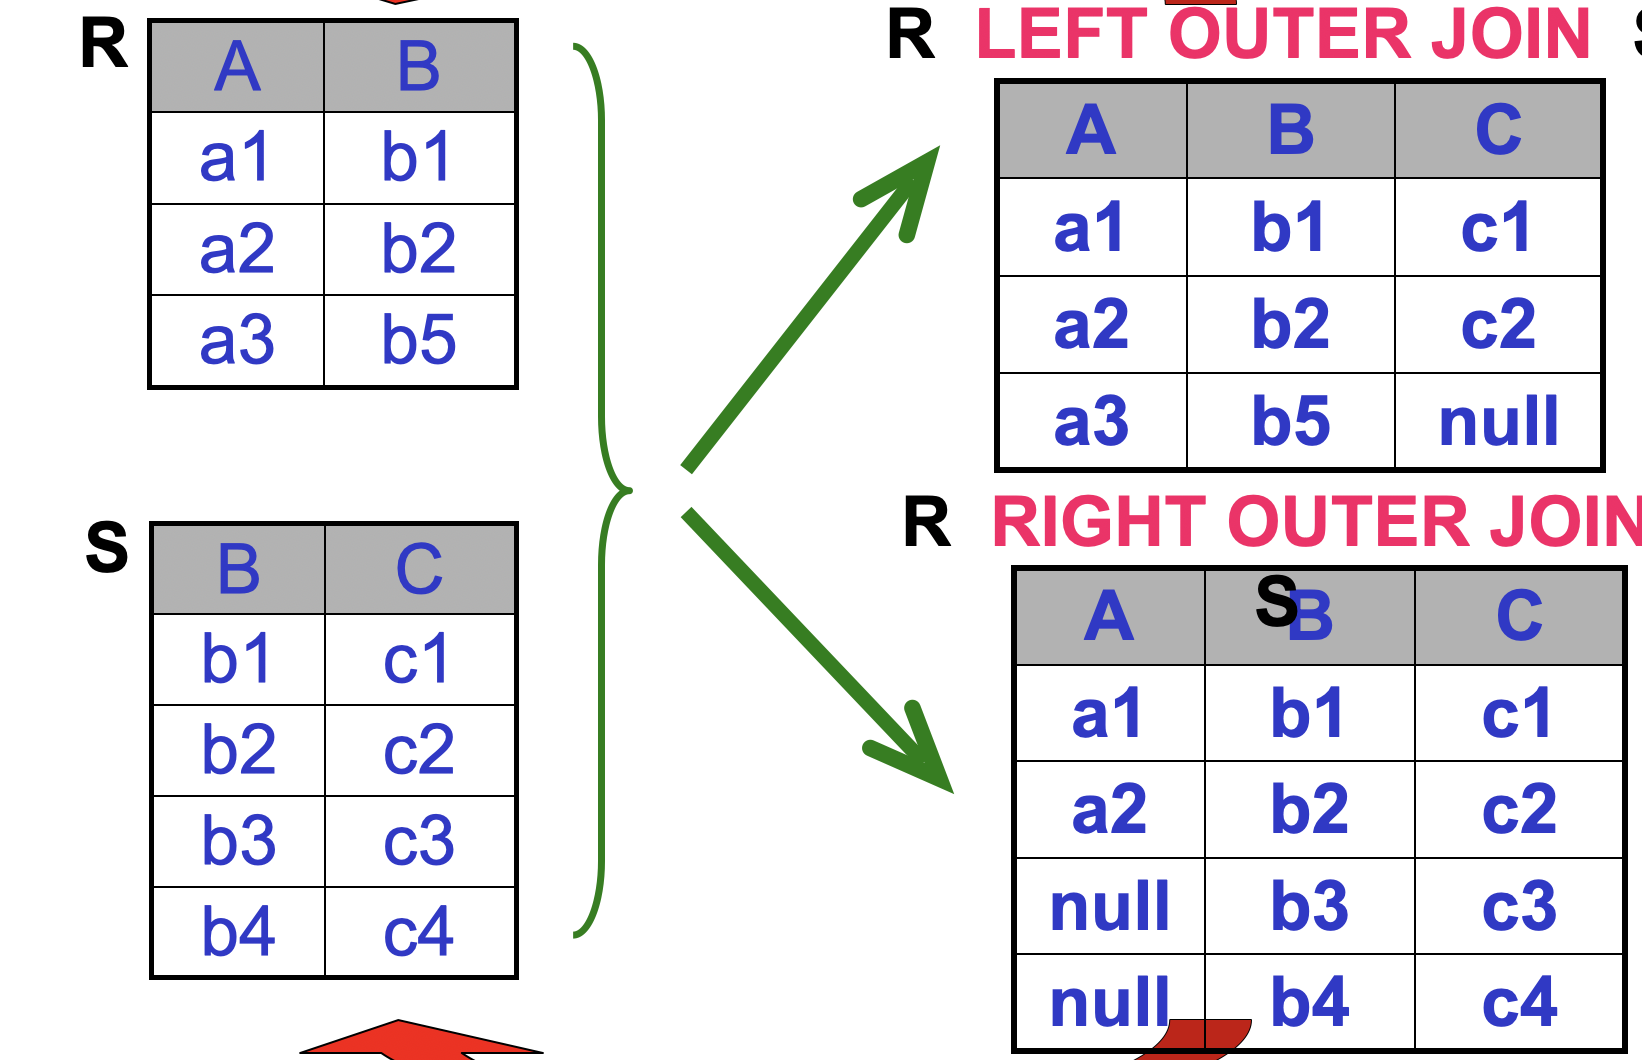 R
A B
a1 b1
a2 b2
a3 b5
S
B C
b1 c1
b2 c2
b3 c3
b4 c4
R LEFT OUTER JOIN S
A B C
a1 b1 c1
a2 b2 c2
a3 b5 null
R RIGHT OUTER JOIN
S
A B C
a1 b1 c1
a2 b2 c2
null b3 c3
null b4 c4